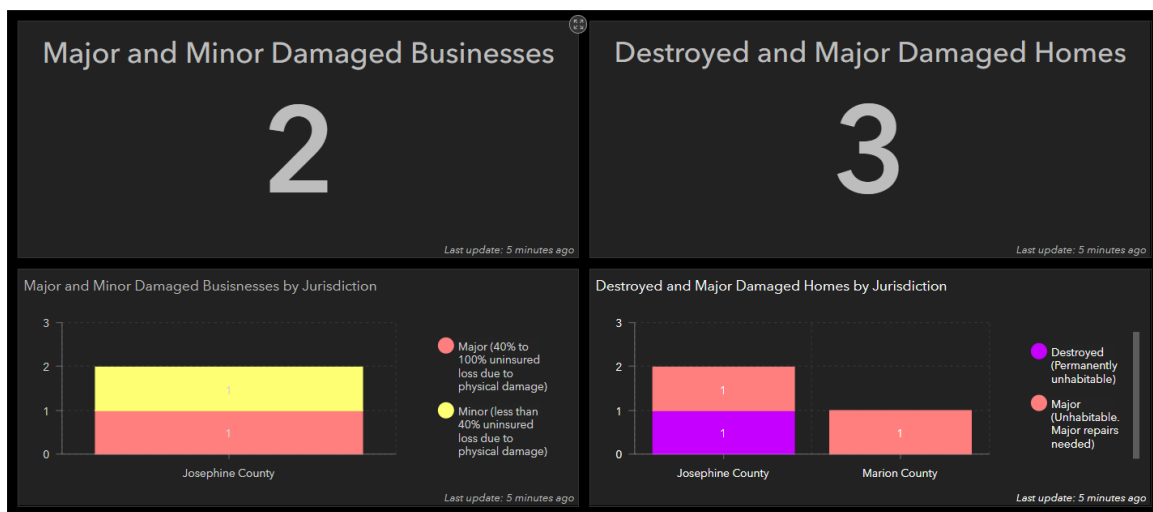 Major and Minor Damaged Businesses
2
Last update: 5 minutes ago
Destroyed and Major Damaged Homes
3
Last update: 5 minutes ago
Major and Minor Damaged Busisnesses by Jurisdiction
3
2
1
0
1
1
Josephine County
Major (40% to
100% uninsured
loss due to
physical damage)
Minor (less than
40% uninsured
loss due to
physical damage)
Last update: 5 minutes ago
Destroyed and Major Damaged Homes by Jurisdiction
3
2
1
0
1
1
1
Josephine County
Marion County
Destroyed
(Permanently
unhabitable)
Major
(Unhabitable.
Major repairs
needed)
Last update: 5 minutes ago